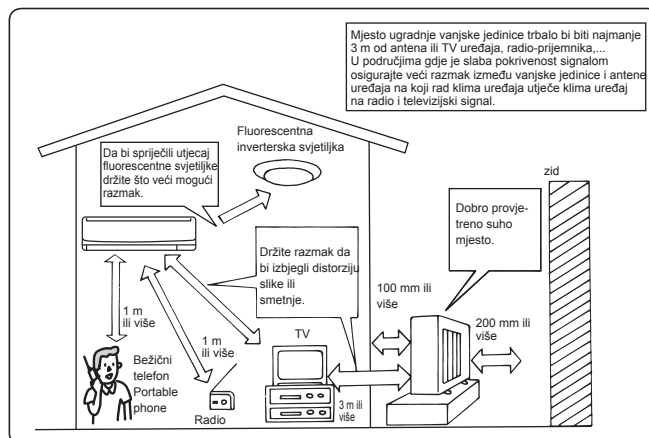 Mjesto ugradnje vanjske jedinice trbalo bi biti najmanje
3 m od antena ili TV uređaja, radio-prijemnika,...
U područjima gdje je slaba pokrivenost signalom
osigurajte veći razmak između vanjske jedinice i antene
uređaja na koji rad klima uređaja utječe klima uređaj
na radio i televizijski signal.
Fluorescentna
inverterska svjetiljka
Da bi spriječili utjecaj
fluorescentne svjetiljke
držite što veći mogući
razmak.
zid
Dobro provje-
treno suho
mjesto.
Držite razmak da
bi izbjegli distorziju
slike ili
smetnje.
100 mm ili
više
200 mm ili
više
1 m
ili više
1 m
ili više
TV
Bežični
telefon
Portable
phone
Radio
3 m ili
više